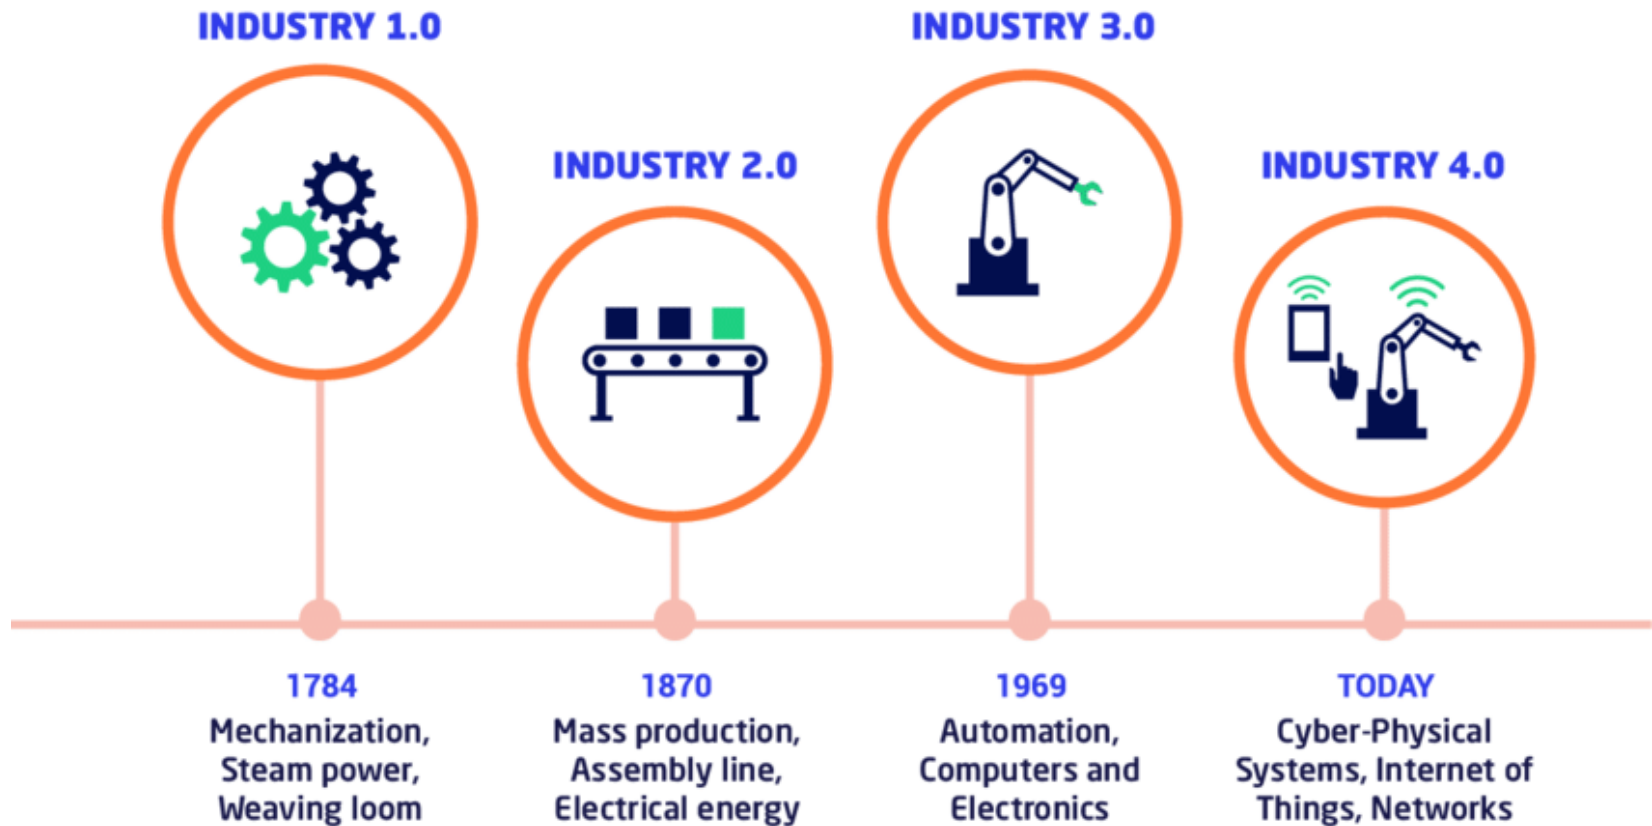 INDUSTRY 1.0
1784
Mechanization,
Steam power,
Weaving loom
INDUSTRY 2.0
1870
Mass production,
Assembly line,
Electrical energy
INDUSTRY 3.0
1969
Automation,
Computers and
Electronics
INDUSTRY 4.0
TODAY
Cyber-Physical
Systems, Internet of
Things, Networks